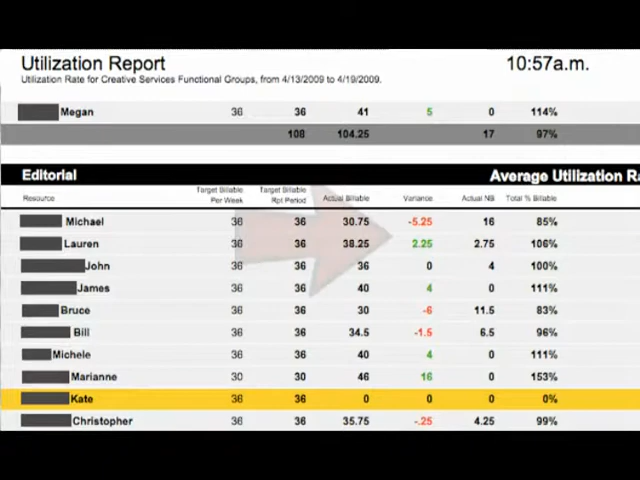 Utilization Report 10:57a.m.
Utilization Rate for Creative Services Functional Groups, from 4/13/2009 to 4/19/2009.
Megan 36 36 41 5 0 114%
108 104.25 17 97%
Editorial Average Utilization
Resource Target Billable Per Week Target Billable Rpt Period Actual Billable Variance Actual NB Total % Billable
Michael 36 36 30.75 -5.25 16 85%
Lauren 36 36 38.25 2.25 2.75 106%
John 36 36 36 0 4 100%
James 36 36 40 4 0 111%
Bruce 36 36 30 -6 11.5 83%
Bill 36 36 34.5 -1.5 6.5 96%
Michele 36 36 40 4 0 111%
Marianne 30 30 46 16 0 153%
Kate 36 36 0 0 0 0%
Christopher 36 36 35.75 -.25 4.25 99%